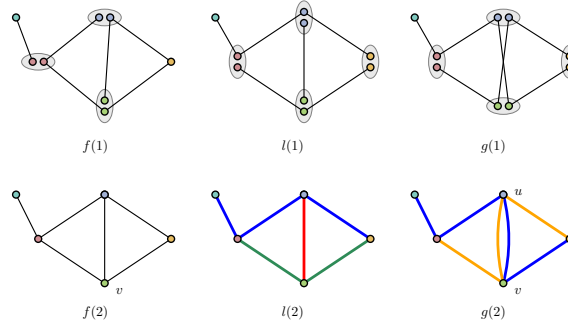 f(1) l(1) g(1)
u
v v
f(2) l(2) g(2)